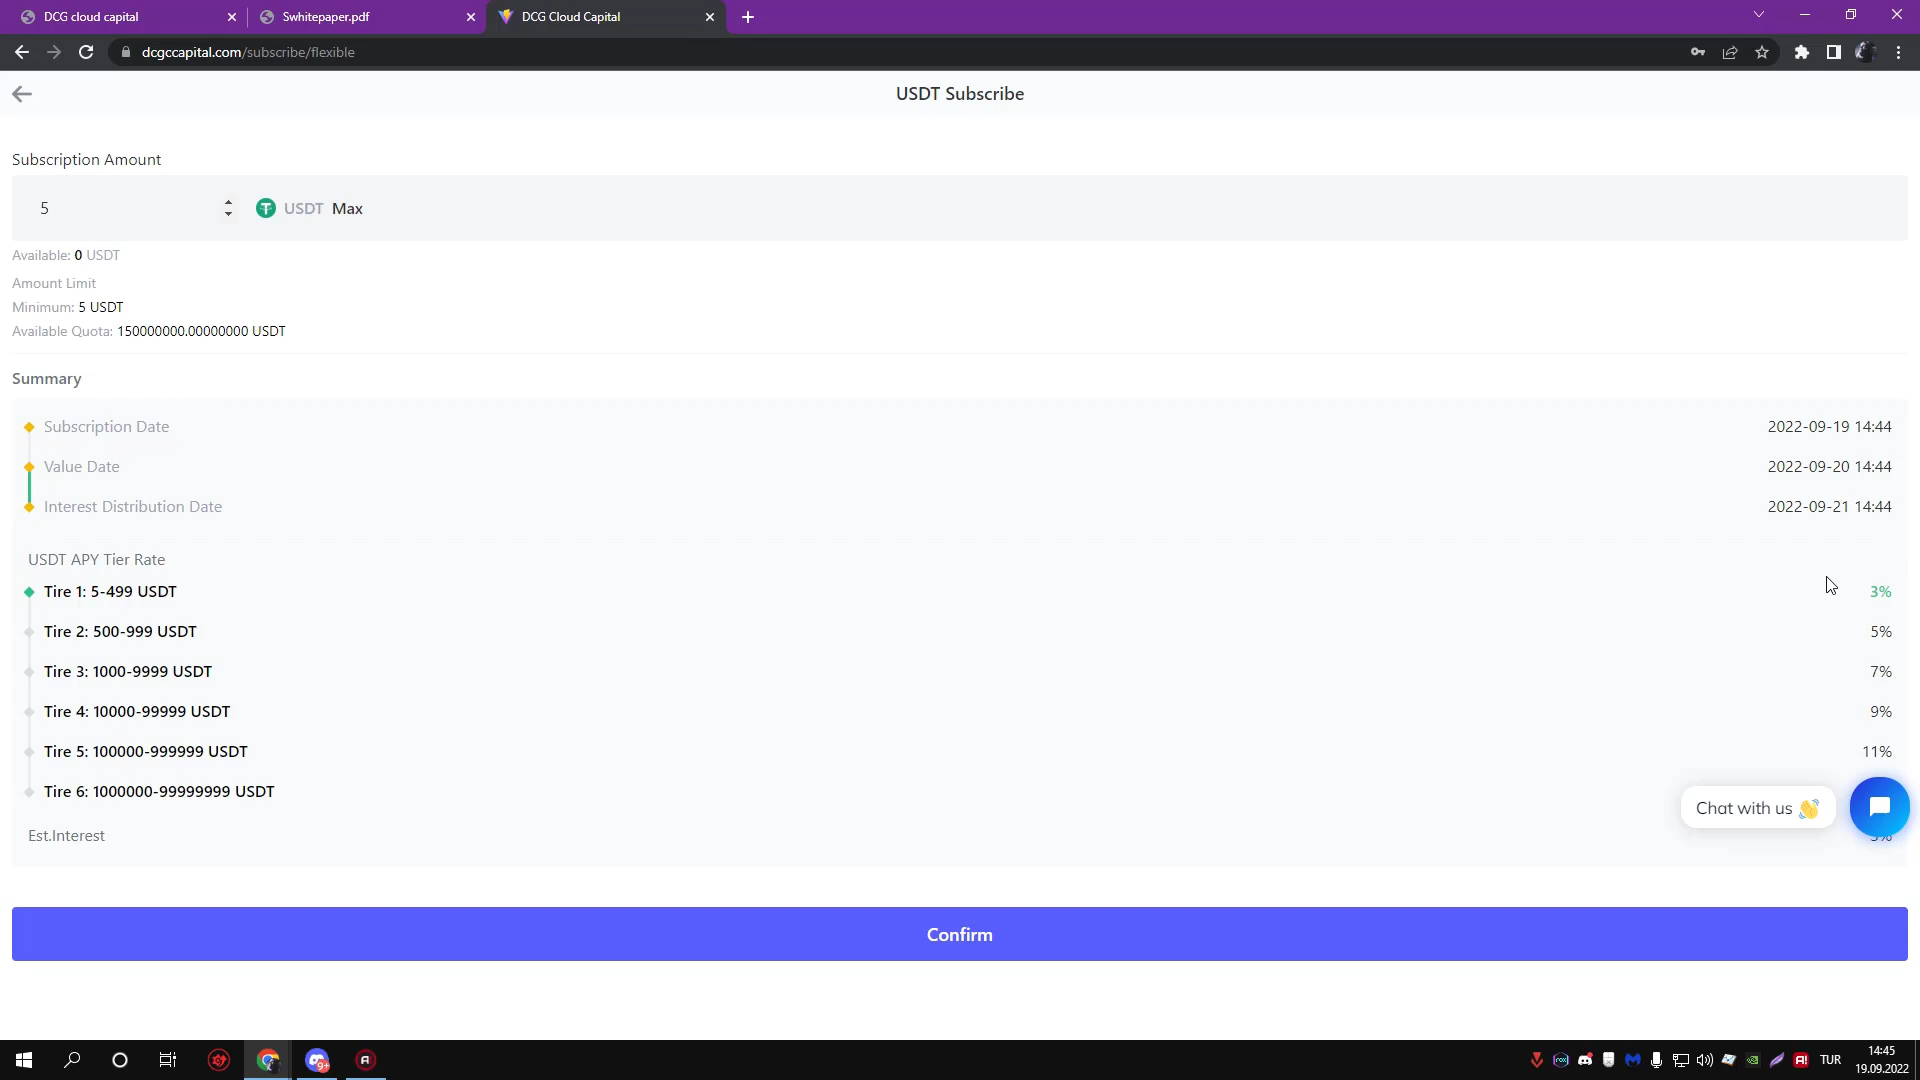 DCG cloud capital
Swhitepaper.pdf
DCG Cloud Capital
dcgccapital.com/subscribe/flexible
USDT Subscribe
Subscription Amount
5 USDT Max
Available: 0 USDT
Amount Limit
Minimum: 5 USDT
Available Quota: 150000000.00000000 USDT
Summary
Subscription Date 2022-09-19 14:44
Value Date 2022-09-20 14:44
Interest Distribution Date 2022-09-21 14:44
USDT APY Tier Rate
Tire 1: 5-499 USDT 3%
Tire 2: 500-999 USDT 5%
Tire 3: 1000-9999 USDT 7%
Tire 4: 10000-99999 USDT 9%
Tire 5: 100000-999999 USDT 11%
Tire 6: 1000000-99999999 USDT
Chat with us 👋
Est.Interest
Confirm
9+
TUR
14:45
19.09.2022